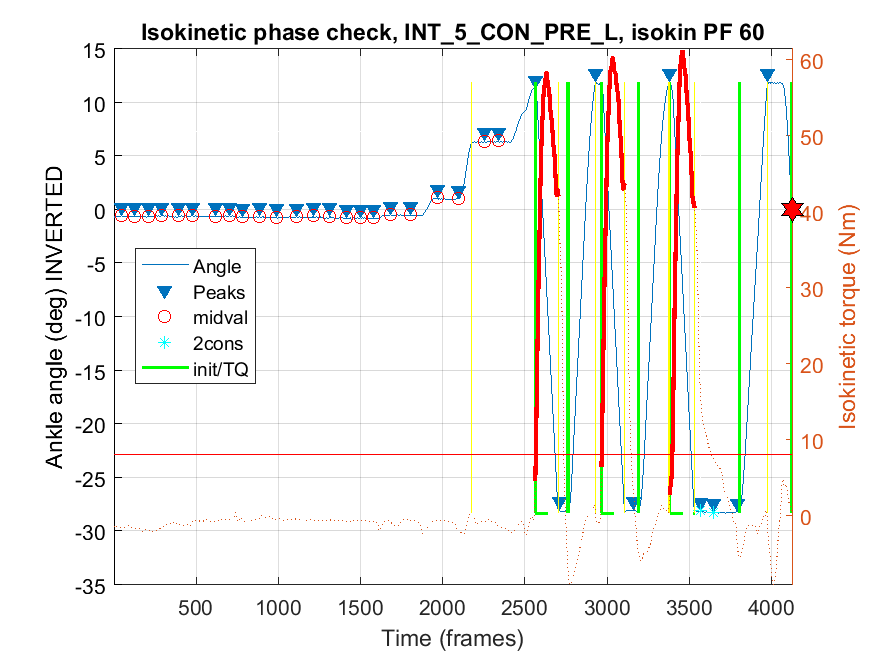 Isokinetic phase check, INT_5_CON_PRE_L, isokin PF 60
Ankle angle (deg) INVERTED
15
10
5
0
-5
-10
-15
-20
-25
-30
-35
Angle
Peaks
midval
2cons
init/TQ
60
50
40
30
20
10
0
Isokinetic torque (Nm)
500
1000
1500
2000
2500
3000
3500
4000
Time (frames)